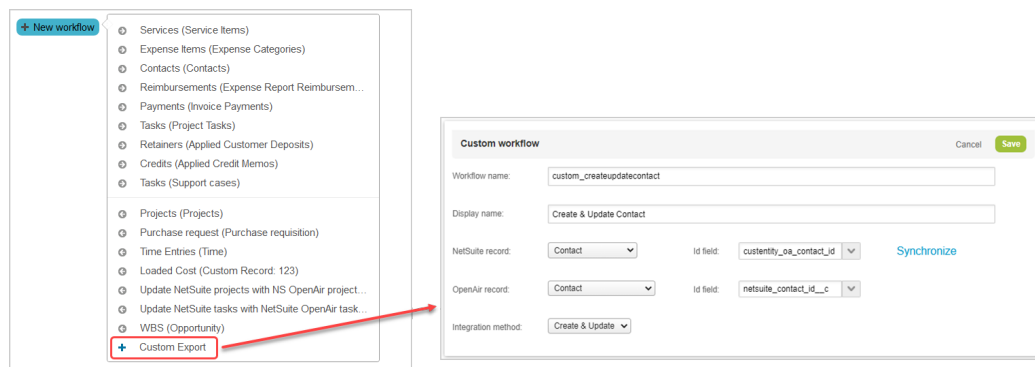 New workflow
Services (Service Items)
Expense Items (Expense Categories)
Contacts (Contacts)
Reimbursements (Expense Report Reimbursem...
Payments (Invoice Payments)
Tasks (Project Tasks)
Retainers (Applied Customer Deposits)
Credits (Applied Credit Memos)
Tasks (Support cases)
Projects (Projects)
Purchase request (Purchase requisition)
Time Entries (Time)
Loaded Cost (Custom Record: 123)
Update NetSuite projects with NS OpenAir project...
Update NetSuite tasks with NetSuite OpenAir task...
WBS (Opportunity)
Custom Export
Custom workflow Cancel Save
Workflow name: custom_createupdatecontact
Display name: Create & Update Contact
NetSuite record: Contact Id field: custentity_oa_contact_id Synchronize
OpenAir record: Contact Id field: netsuite_contact_id__c
Integration method: Create & Update